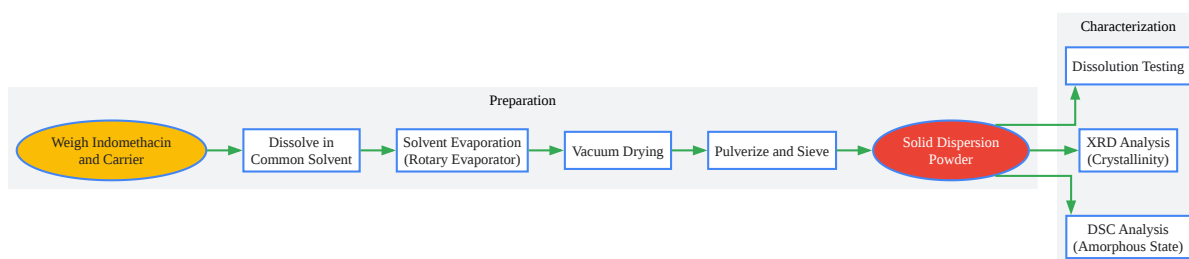 Preparation
Weigh Indomethacin
and Carrier
Dissolve in
Common Solvent
Solvent Evaporation
(Rotary Evaporator)
Vacuum Drying
Pulverize and Sieve
Solid Dispersion
Powder
Characterization
Dissolution Testing
XRD Analysis
(Crystallinity)
DSC Analysis
(Amorphous State)